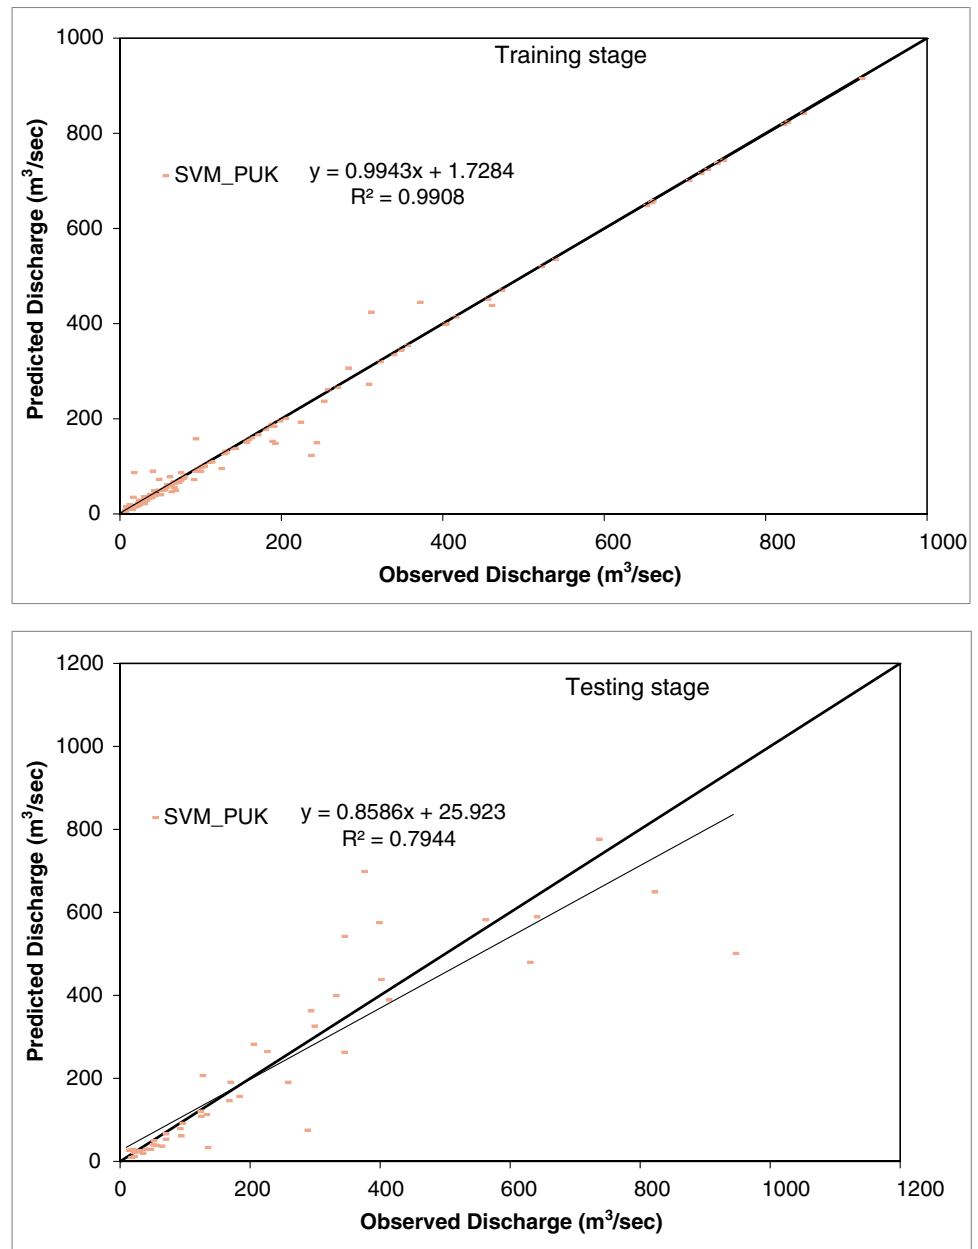 Training stage
SVM_PUK y = 0.9943x + 1.7284
R² = 0.9908
1000
800
600
400
200
0
0 200 400 600 800 1000
Predicted Discharge (m³/sec)
Observed Discharge (m³/sec)
Testing stage
SVM_PUK y = 0.8586x + 25.923
R² = 0.7944
1200
1000
800
600
400
200
0
0 200 400 600 800 1000 1200
Predicted Discharge (m³/sec)
Observed Discharge (m³/sec)